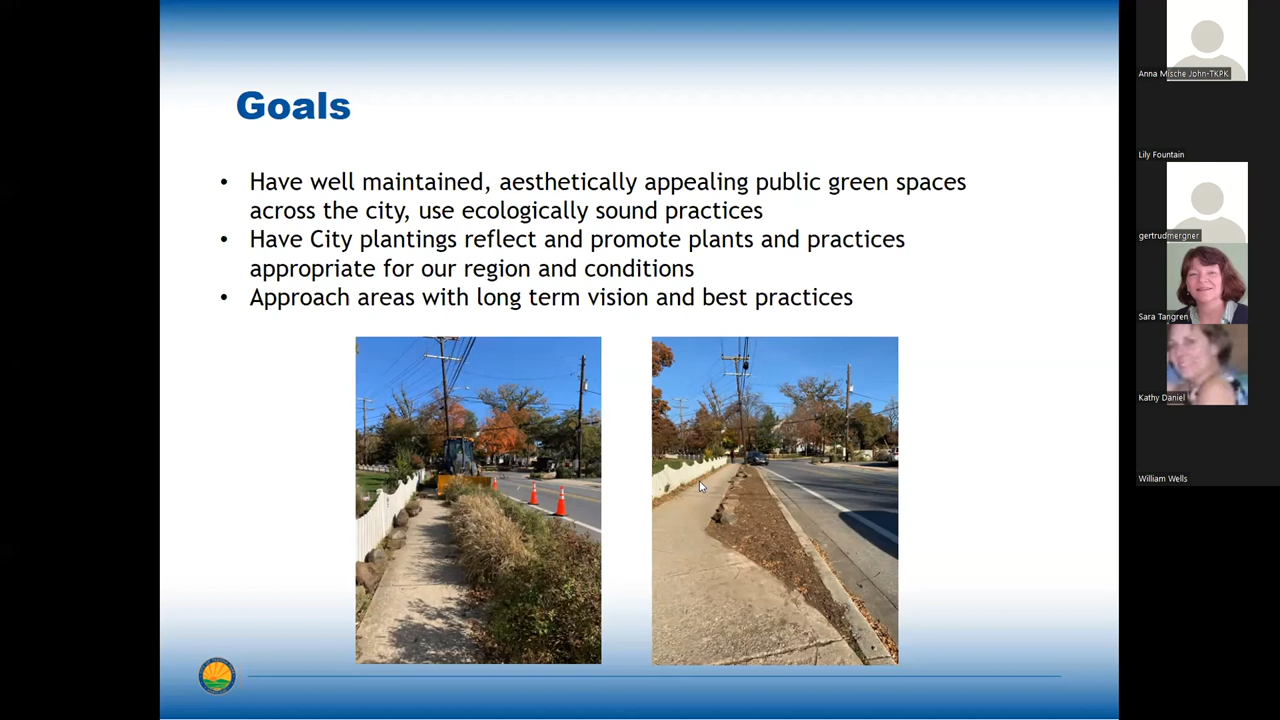 Goals
• Have well maintained, aesthetically appealing public green spaces
across the city, use ecologically sound practices
• Have City plantings reflect and promote plants and practices
appropriate for our region and conditions
• Approach areas with long term vision and best practices
Anna Mische John-TKPK
Lily Fountain
gertrudmergner
Sara Tangren
Kathy Daniel
William Wells